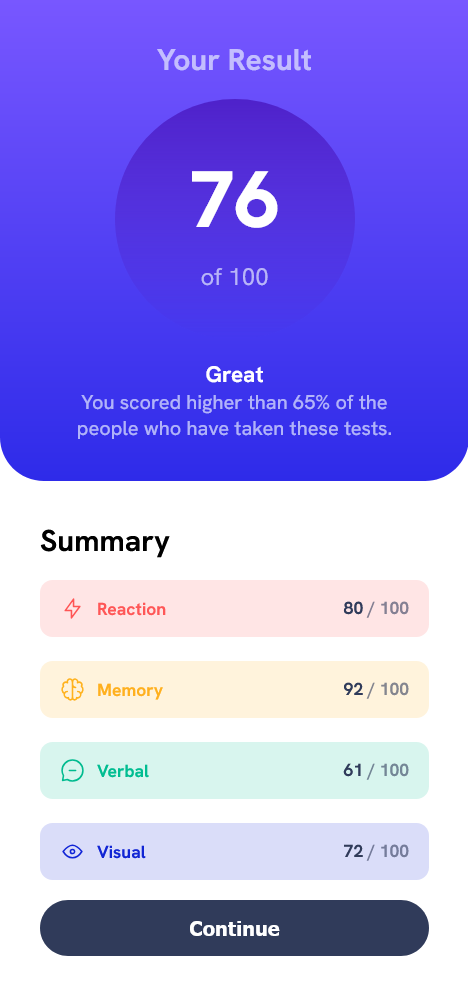 Your Result
76
of 100
Great
You scored higher than 65% of the
people who have taken these tests.
Summary
Reaction 80 / 100
Memory 92 / 100
Verbal 61 / 100
Visual 72 / 100
Continue